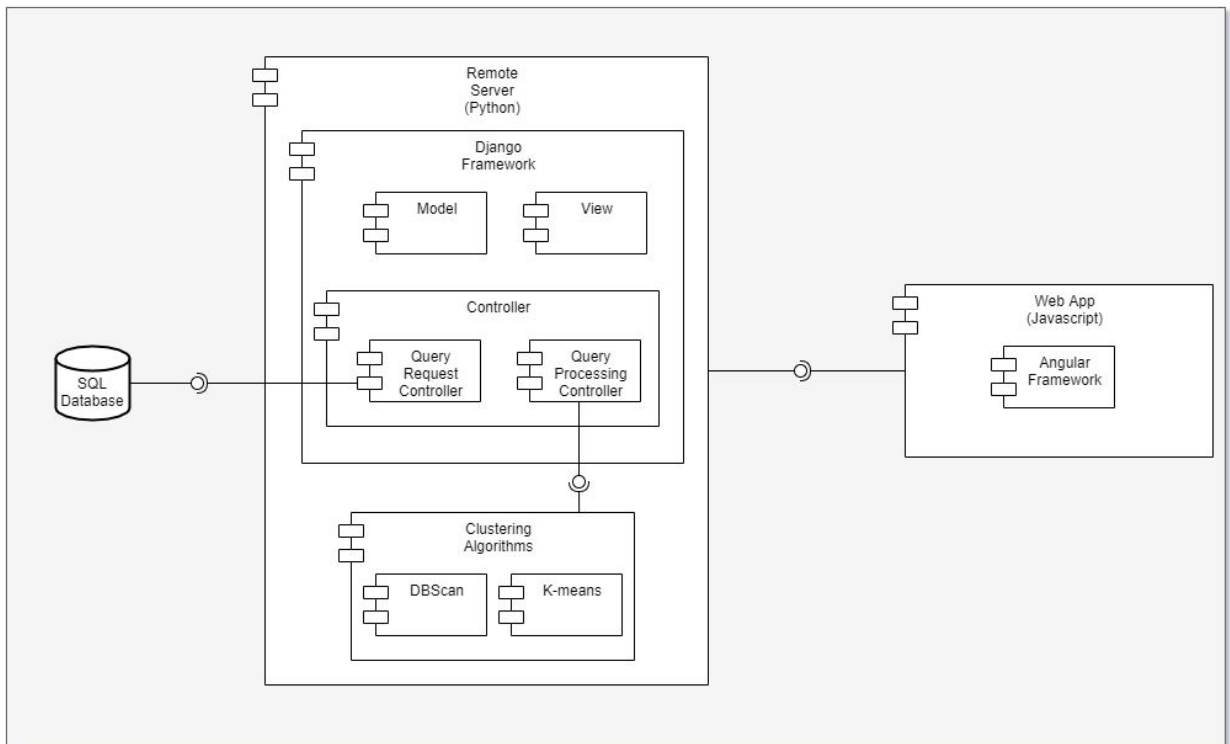 Remote
Server
(Python)
Django
Framework
Model
View
Controller
Query
Request
Controller
Query
Processing
Controller
SQL
Database
Web App
(Javascript)
Angular
Framework
Clustering
Algorithms
DBScan
K-means